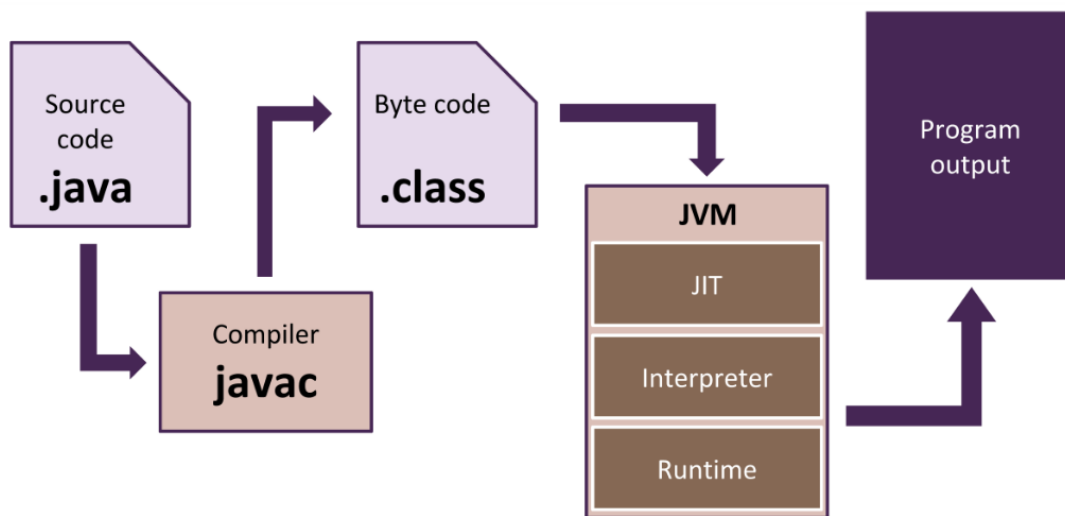 Source
code
.java
Compiler
javac
Byte code
.class
JVM
JIT
Interpreter
Runtime
Program
output